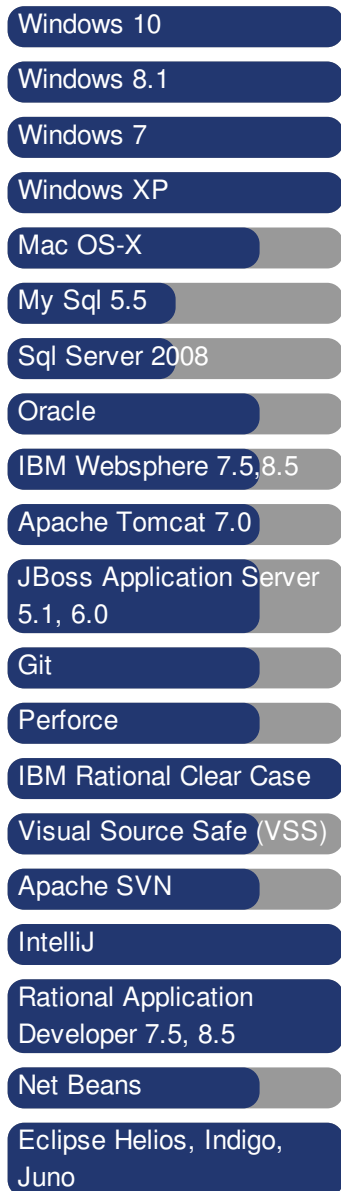 Windows 10
Windows 8.1
Windows 7
Windows XP
Mac OS-X
My Sql 5.5
Sql Server 2008
Oracle
IBM Websphere 7.5,8.5
Apache Tomcat 7.0
JBoss Application Server
5.1, 6.0
Git
Perforce
IBM Rational Clear Case
Visual Source Safe (VSS)
Apache SVN
IntelliJ
Rational Application
Developer 7.5, 8.5
Net Beans
Eclipse Helios, Indigo,
Juno